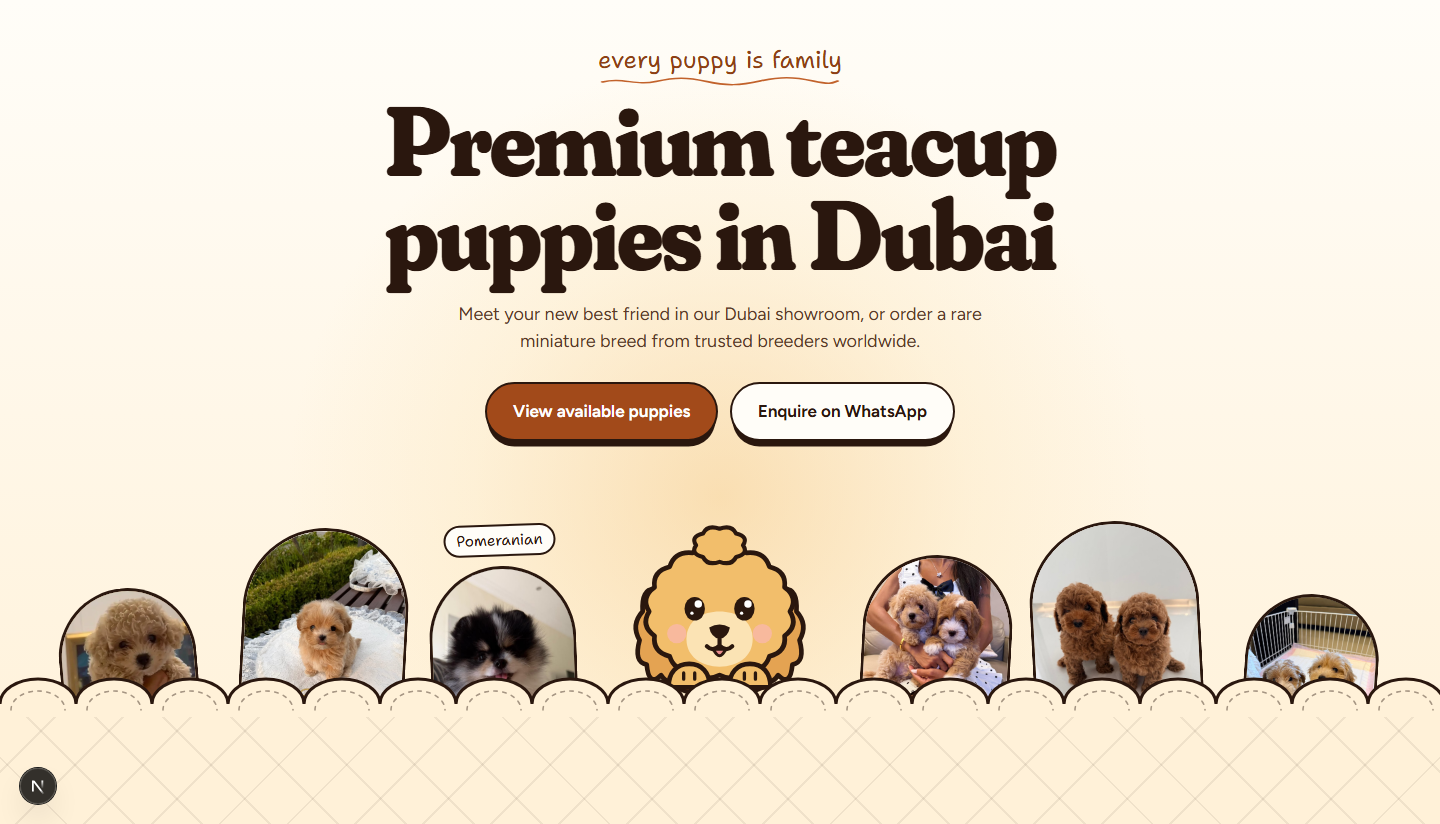 every puppy is family
Premium teacup
puppies in Dubai
Meet your new best friend in our Dubai showroom, or order a rare
miniature breed from trusted breeders worldwide.
View available puppies
Enquire on WhatsApp
Pomeranian
N